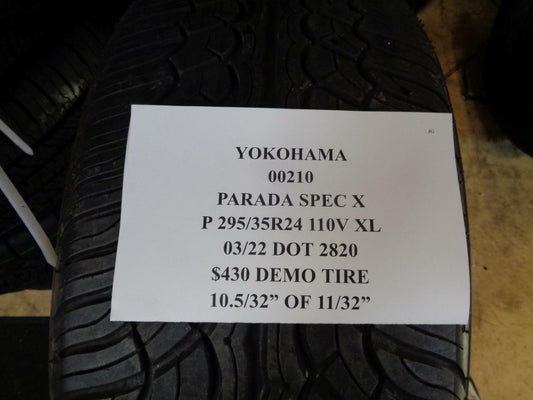 YOKOHAMA
00210
PARADA SPEC X
P 295/35R24 110V XL
03/22 DOT 2820
$430 DEMO TIRE
10.5/32” OF 11/32”